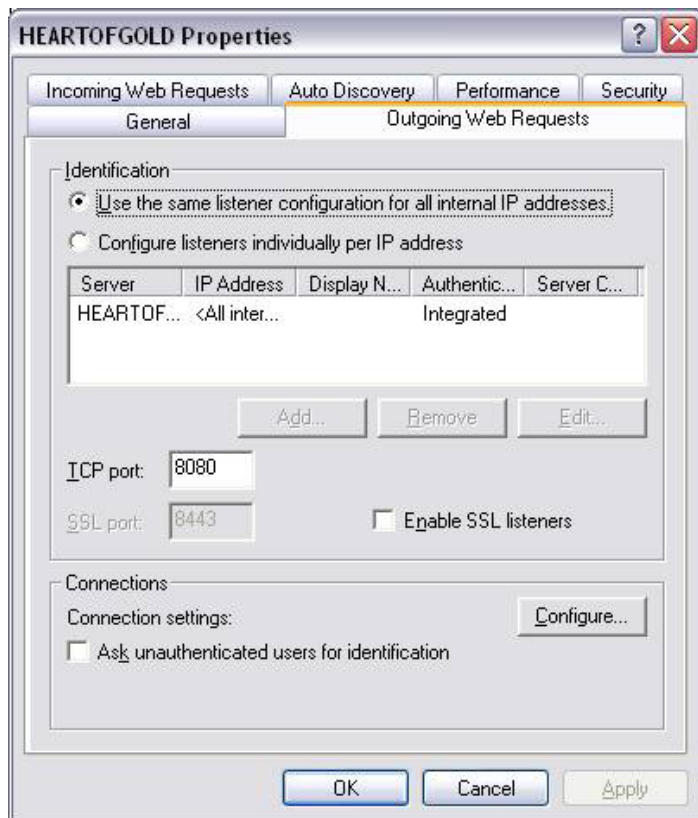 HEARTOFGOLD Properties
Incoming Web Requests Auto Discovery Performance Security
General Outgoing Web Requests
Identification
Use the same listener configuration for all internal IP addresses.
Configure listeners individually per IP address
Server IP Address Display N... Authentic... Server C...
HEARTOF... <All inter... Integrated
Add... Remove Edit...
TCP port: 8080
SSL port: 8443 Enable SSL listeners
Connections
Connection settings: Configure...
Ask unauthenticated users for identification
OK Cancel Apply